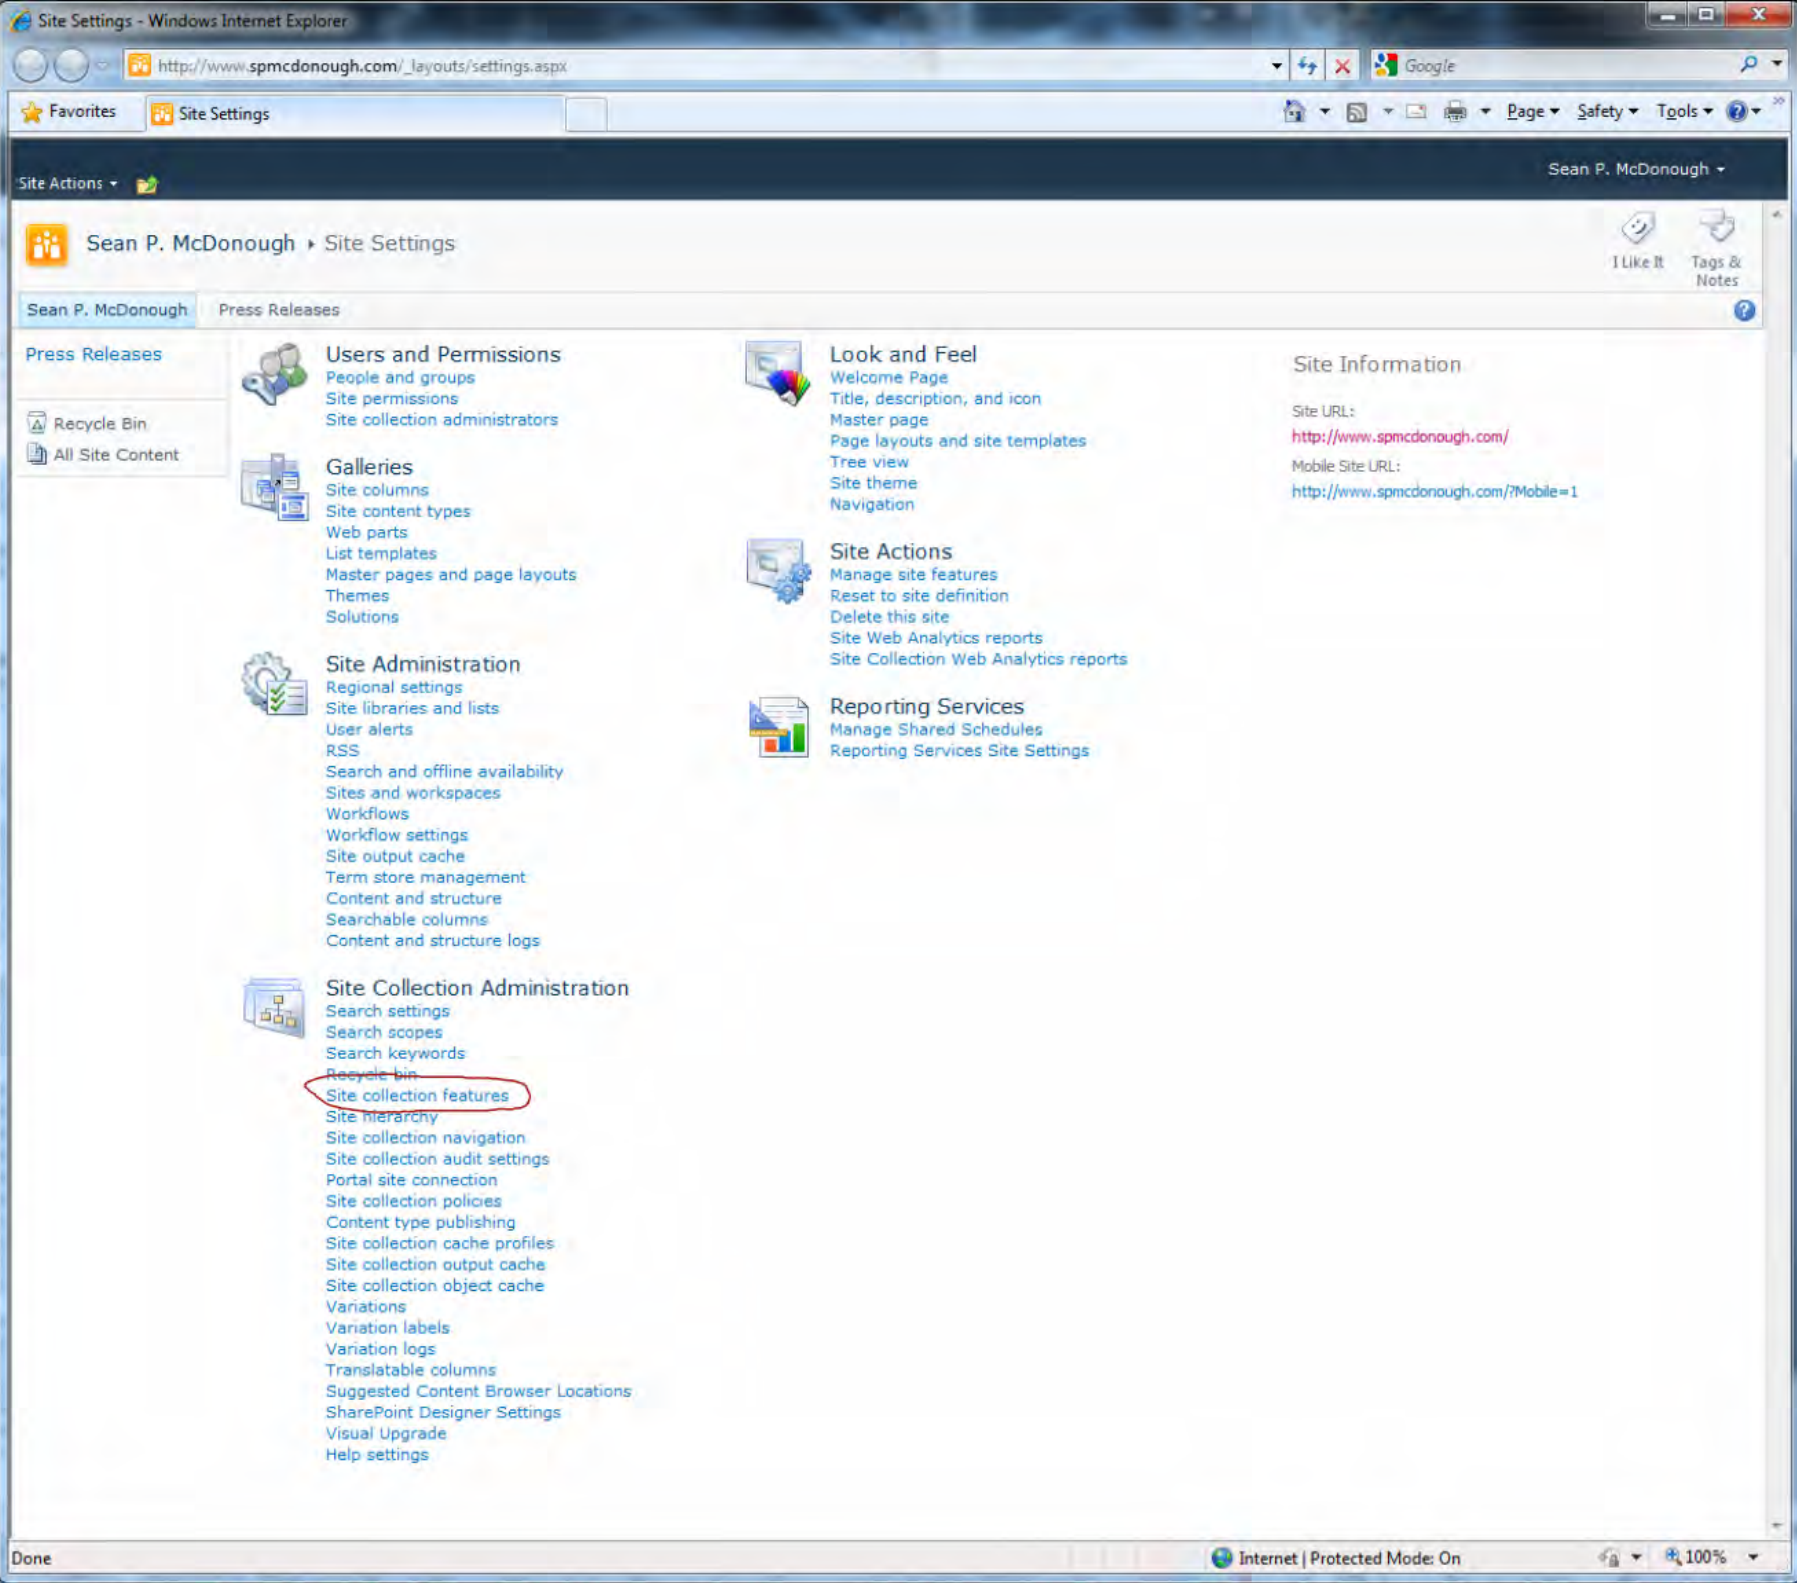 Site Settings - Windows Internet Explorer
http://www.spmcdonough.com/_layouts/settings.aspx
Google
Favorites
Site Settings
Page
Safety
Tools
Site Actions
Sean P. McDonough
Sean P. McDonough
Site Settings
I Like It
Tags &
Notes
Sean P. McDonough
Press Releases
Press Releases
Recycle Bin
All Site Content
Users and Permissions
People and groups
Site permissions
Site collection administrators
Galleries
Site columns
Site content types
Web parts
List templates
Master pages and page layouts
Themes
Solutions
Site Administration
Regional settings
Site libraries and lists
User alerts
RSS
Search and offline availability
Sites and workspaces
Workflows
Workflow settings
Site output cache
Term store management
Content and structure
Searchable columns
Content and structure logs
Site Collection Administration
Search settings
Search scopes
Search keywords
Recycle bin
Site collection features
Site hierarchy
Site collection navigation
Site collection audit settings
Portal site connection
Site collection policies
Content type publishing
Site collection cache profiles
Site collection output cache
Site collection object cache
Variations
Variation labels
Variation logs
Translatable columns
Suggested Content Browser Locations
SharePoint Designer Settings
Visual Upgrade
Help settings
Look and Feel
Welcome Page
Title, description, and icon
Master page
Page layouts and site templates
Tree view
Site theme
Navigation
Site Actions
Manage site features
Reset to site definition
Delete this site
Site Web Analytics reports
Site Collection Web Analytics reports
Reporting Services
Manage Shared Schedules
Reporting Services Site Settings
Site Information
Site URL:
http://www.spmcdonough.com/
Mobile Site URL:
http://www.spmcdonough.com/?Mobile=1
Done
Internet | Protected Mode: On
100%